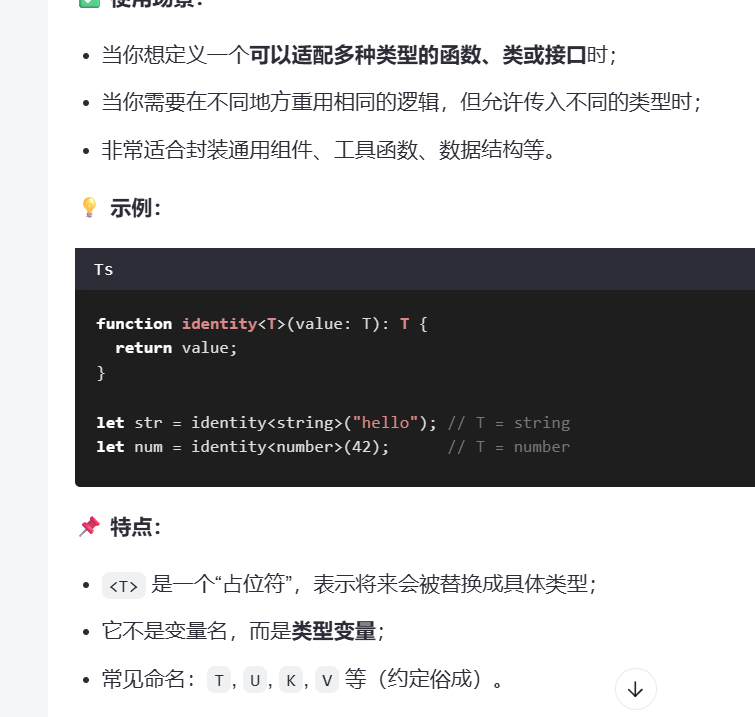 使用场景：
当你想定义一个可以适配多种类型的函数、类或接口时；
当你需要在不同地方重用相同的逻辑，但允许传入不同的类型时；
非常适合封装通用组件、工具函数、数据结构等。
示例：
Ts
function identity<T>(value: T): T {
return value;
}
let str = identity<string>("hello"); // T = string
let num = identity<number>(42);      // T = number
特点：
<T> 是一个“占位符”，表示将来会被替换成具体类型；
它不是变量名，而是类型变量；
常见命名：T, U, K, V 等（约定俗成）。